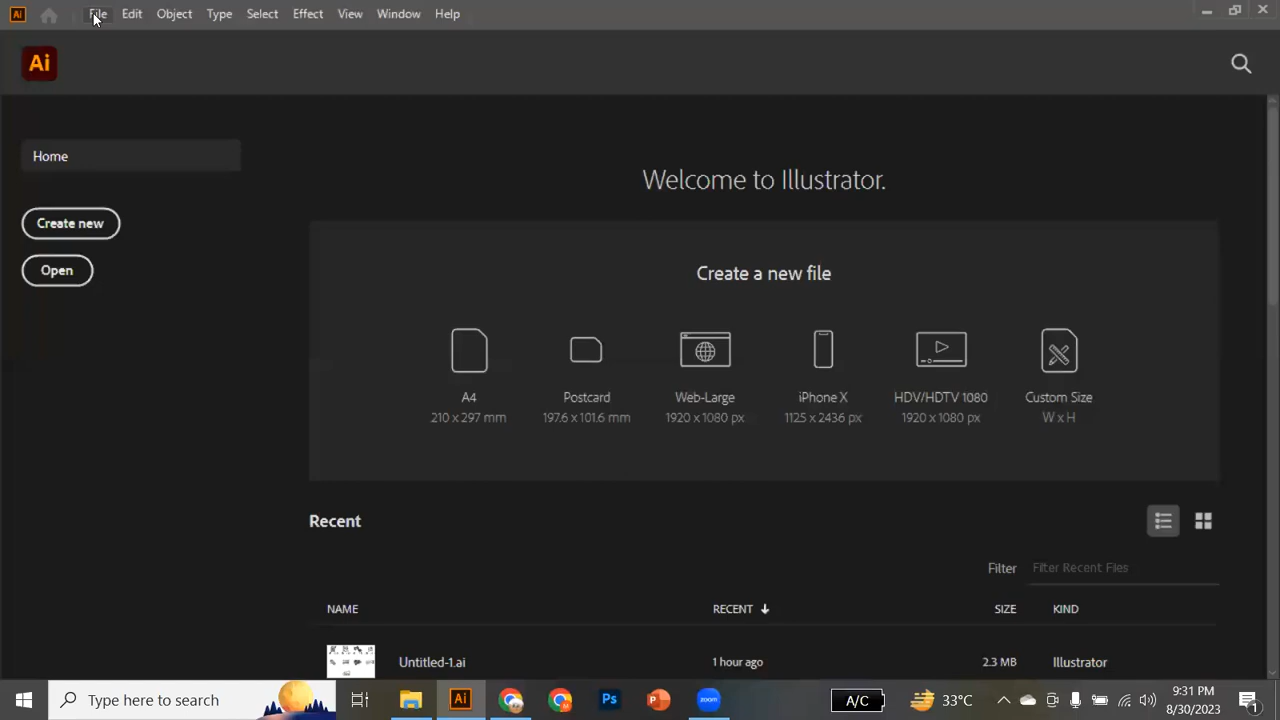 Ai File Edit Object Type Select Effect View Window Help
Ai
Home
Welcome to Illustrator.
Create new
Open
Create a new file
A4 Postcard Web-Large iPhone X HDV/HDTV 1080 Custom Size
210 x 297 mm 197.6 x 101.6 mm 1920 x 1080 px 1125 x 2436 px 1920 x 1080 px W x H
Recent
Filter Filter Recent Files
NAME RECENT SIZE KIND
Untitled-1.ai 1 hour ago 2.3 MB Illustrator
Type here to search Ai Ps A/C 33°C 9:31 PM
8/30/2023 1